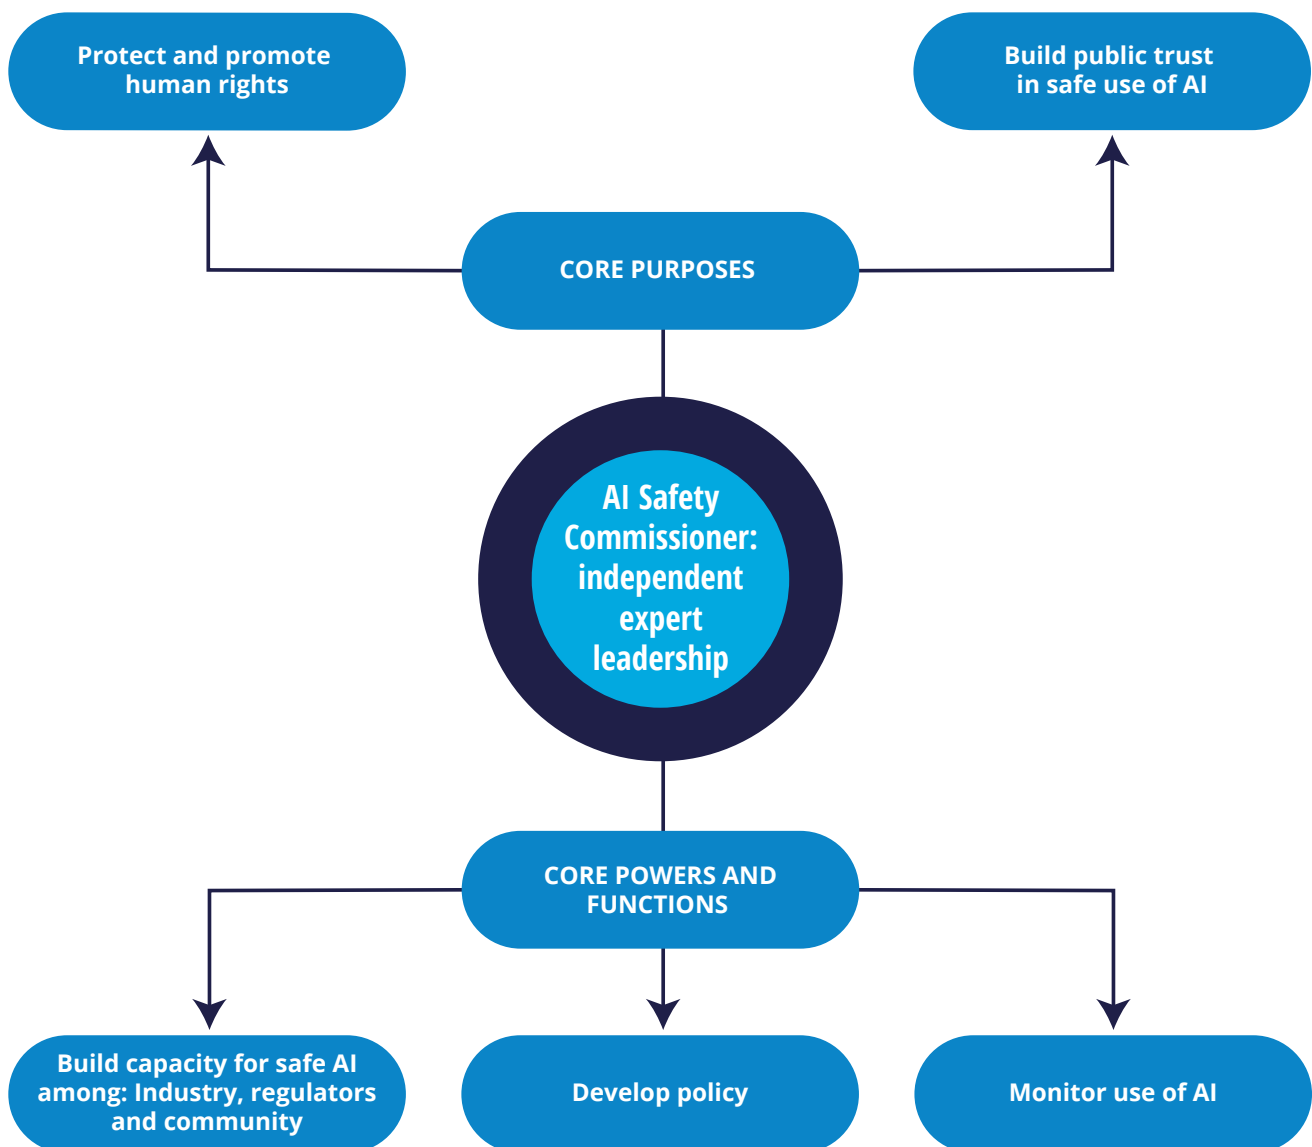 Protect and promote
human rights
Build public trust
in safe use of AI
CORE PURPOSES
AI Safety
Commissioner:
independent
expert
leadership
CORE POWERS AND
FUNCTIONS
Build capacity for safe AI
among: Industry, regulators
and community
Develop policy
Monitor use of AI